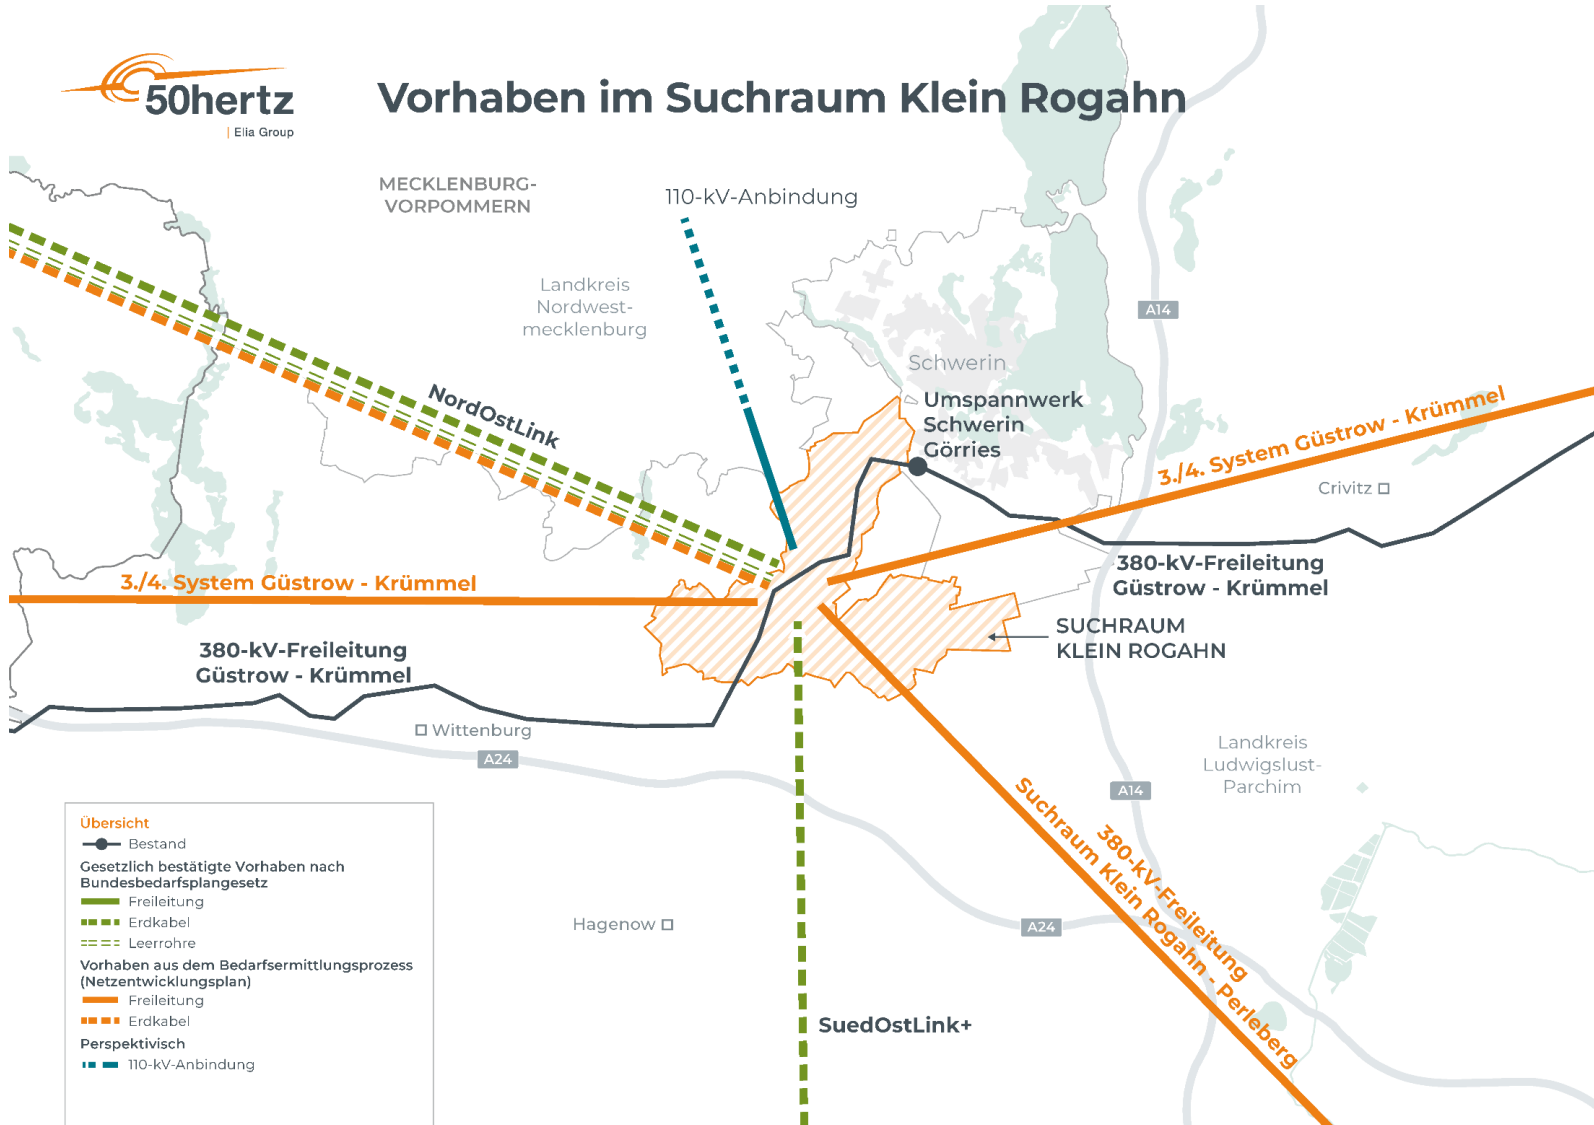 50hertz
Elia Group
Vorhaben im Suchraum Klein Rogahn
MECKLENBURG-
VORPOMMERN
110-kV-Anbindung
Landkreis
Nordwest-
mecklenburg
A14
Schwerin
NordOstLink
Umspannwerk
Schwerin
Görries
3./4. System Güstrow - Krümmel
Crivitz
3./4. System Güstrow - Krümmel
380-kV-Freileitung
Güstrow - Krümmel
SUCHRAUM
KLEIN ROGAHN
380-kV-Freileitung
Güstrow - Krümmel
Wittenburg
A24
Landkreis
Ludwigslust-
Parchim
A14
380-kV-Freileitung
Suchraum Klein Rogahn - Perleberg
Hagenow
A24
SuedOstLink+
Übersicht
Bestand
Gesetzlich bestätigte Vorhaben nach
Bundesbedarfsplangesetz
Freileitung
Erdkabel
Leerrohre
Vorhaben aus dem Bedarfsermittlungsprozess
(Netzentwicklungsplan)
Freileitung
Erdkabel
Perspektivisch
110-kV-Anbindung